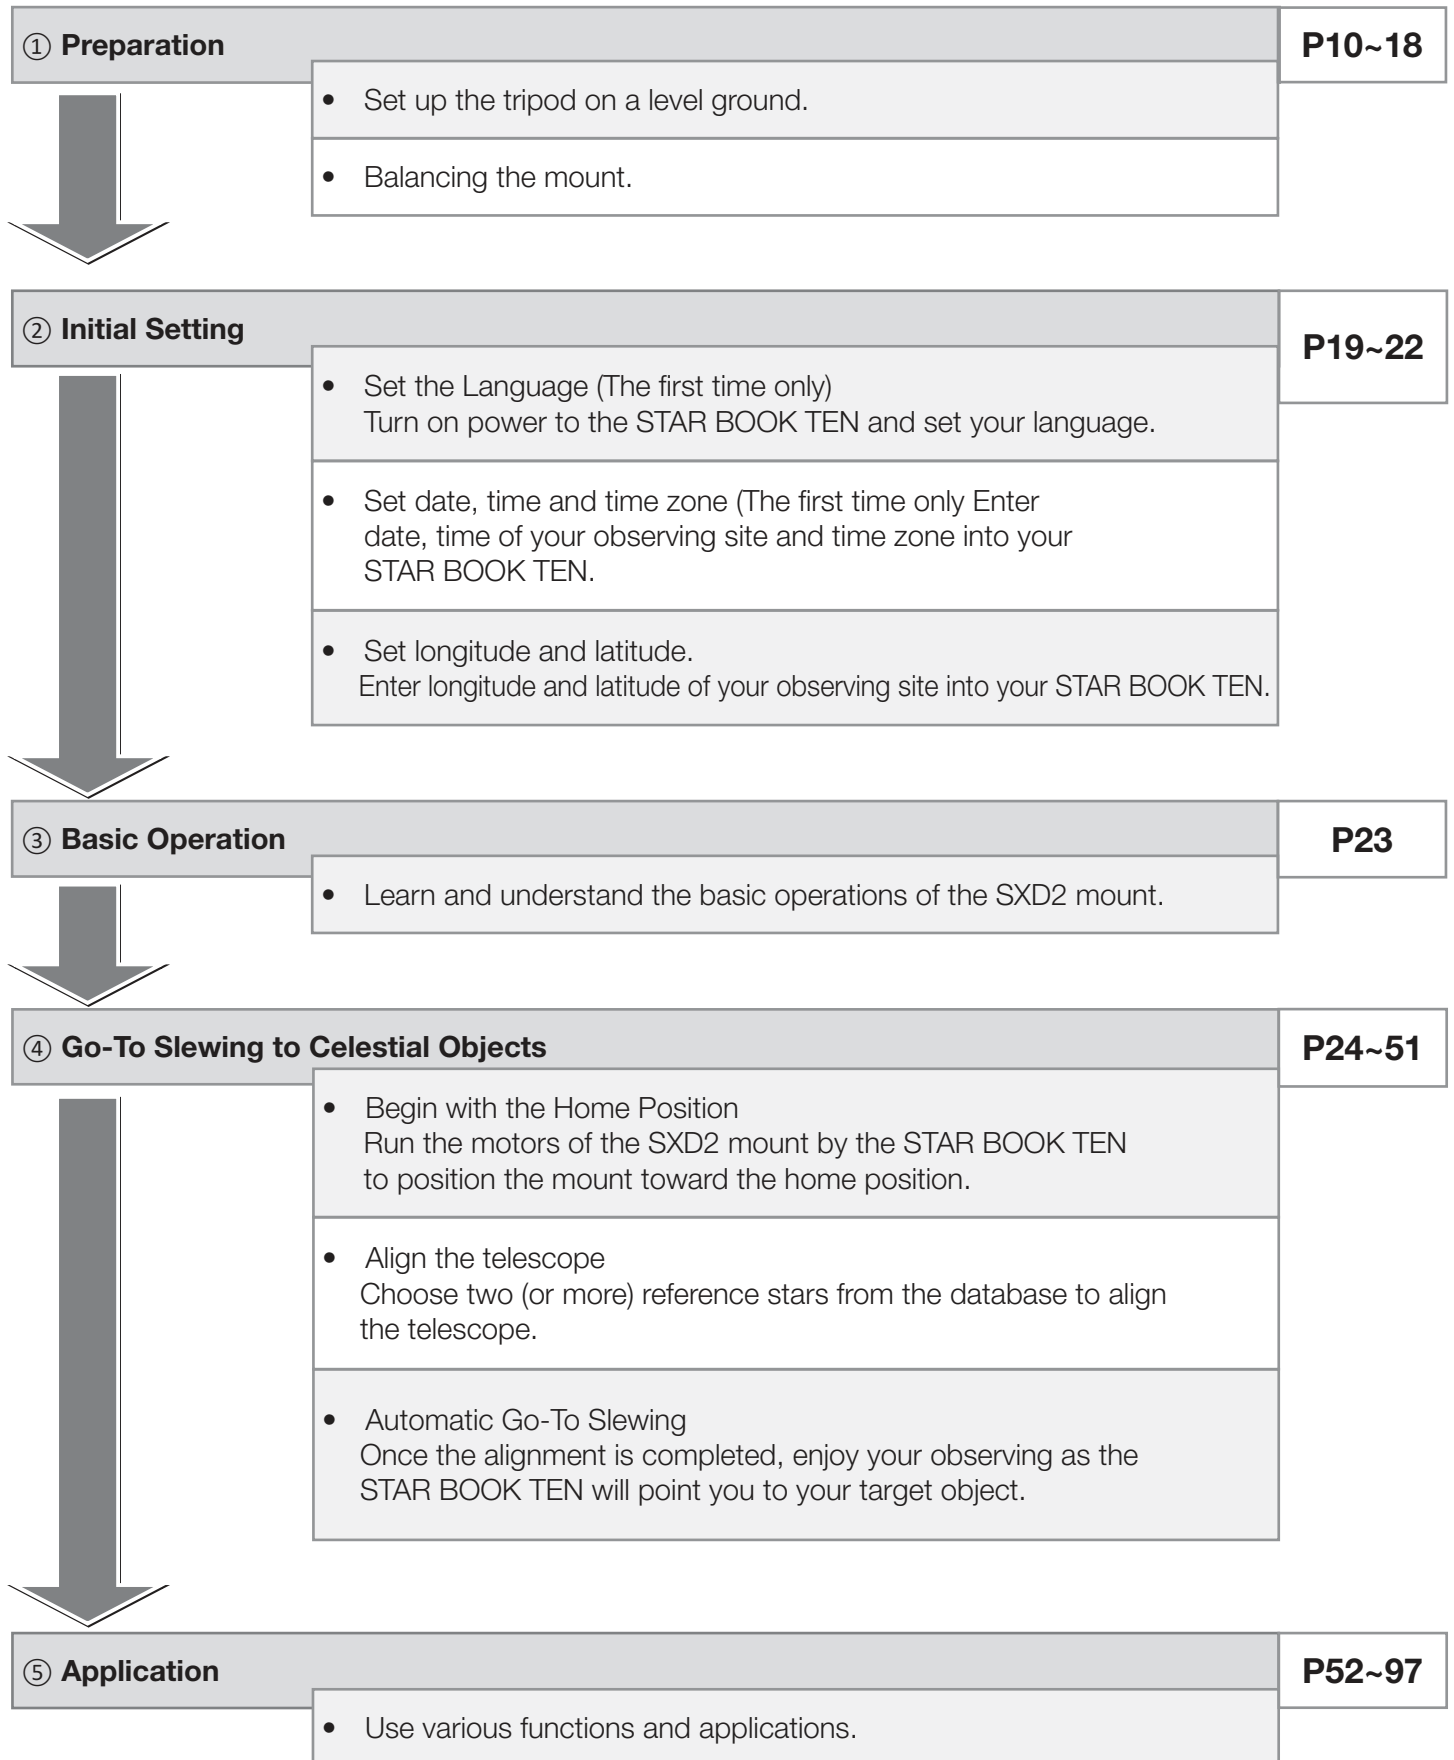 ① Preparation
P10~18
• Set up the tripod on a level ground.
• Balancing the mount.
② Initial Setting
P19~22
• Set the Language (The first time only)
Turn on power to the STAR BOOK TEN and set your language.
• Set date, time and time zone (The first time only Enter
date, time of your observing site and time zone into your
STAR BOOK TEN.
• Set longitude and latitude.
Enter longitude and latitude of your observing site into your STAR BOOK TEN.
③ Basic Operation
P23
• Learn and understand the basic operations of the SXD2 mount.
④ Go-To Slewing to Celestial Objects
P24~51
• Begin with the Home Position
Run the motors of the SXD2 mount by the STAR BOOK TEN
to position the mount toward the home position.
• Align the telescope
Choose two (or more) reference stars from the database to align
the telescope.
• Automatic Go-To Slewing
Once the alignment is completed, enjoy your observing as the
STAR BOOK TEN will point you to your target object.
⑤ Application
P52~97
• Use various functions and applications.